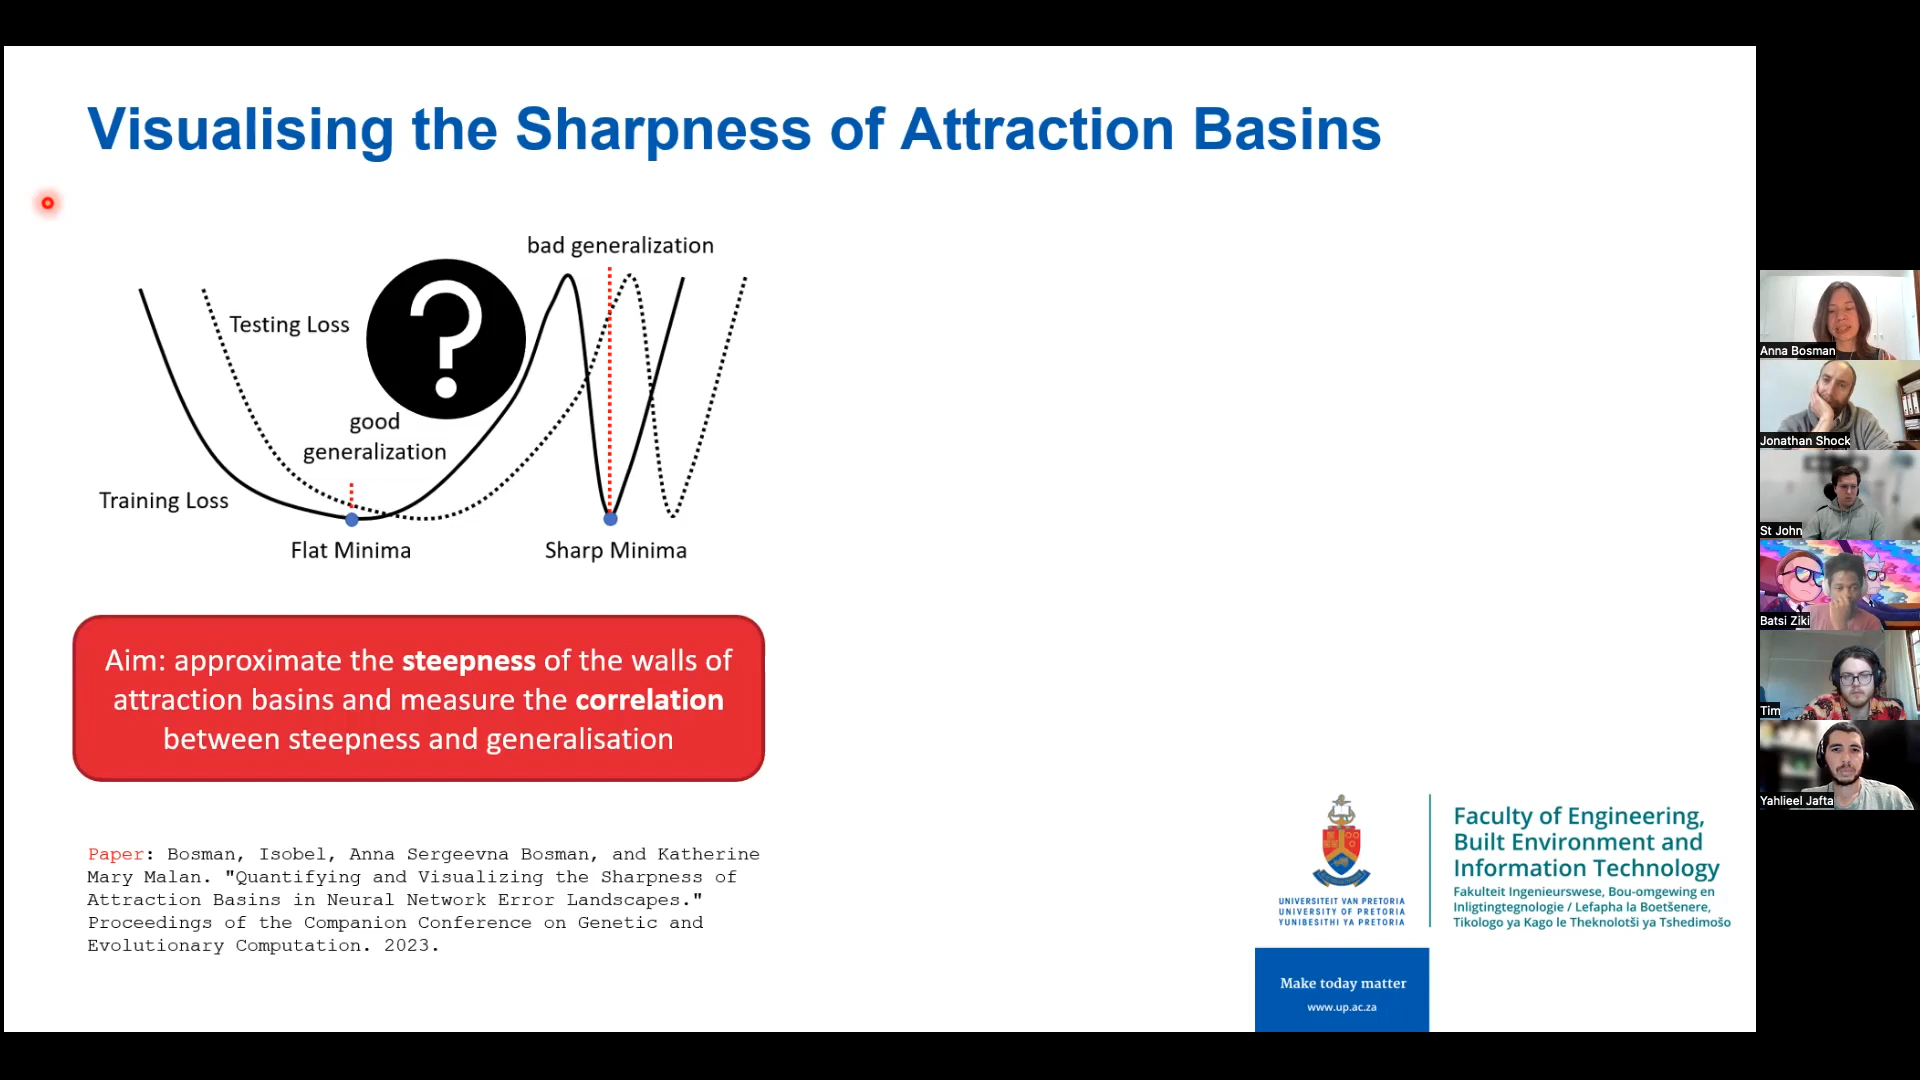 Visualising the Sharpness of Attraction Basins
bad generalization
Testing Loss
?
good
generalization
Training Loss
Flat Minima
Sharp Minima
Aim: approximate the steepness of the walls of
attraction basins and measure the correlation
between steepness and generalisation
Paper: Bosman, Isobel, Anna Sergeevna Bosman, and Katherine
Mary Malan. "Quantifying and Visualizing the Sharpness of
Attraction Basins in Neural Network Error Landscapes."
Proceedings of the Companion Conference on Genetic and
Evolutionary Computation. 2023.
UNIVERSITEIT VAN PRETORIA
UNIVERSITY OF PRETORIA
YUNIBESITHI YA PRETORIA
Faculty of Engineering,
Built Environment and
Information Technology
Fakulteit Ingenieurswese, Bou-omgewing en
Inligtingtegnologie / Lefapha la Boetšenere,
Tikologo ya Kago le Theknolotši ya Tshedimošo
Make today matter
www.up.ac.za
Anna Bosman
Jonathan Shock
St John
Batsi Ziki
Tim
Yahlieel Jafta